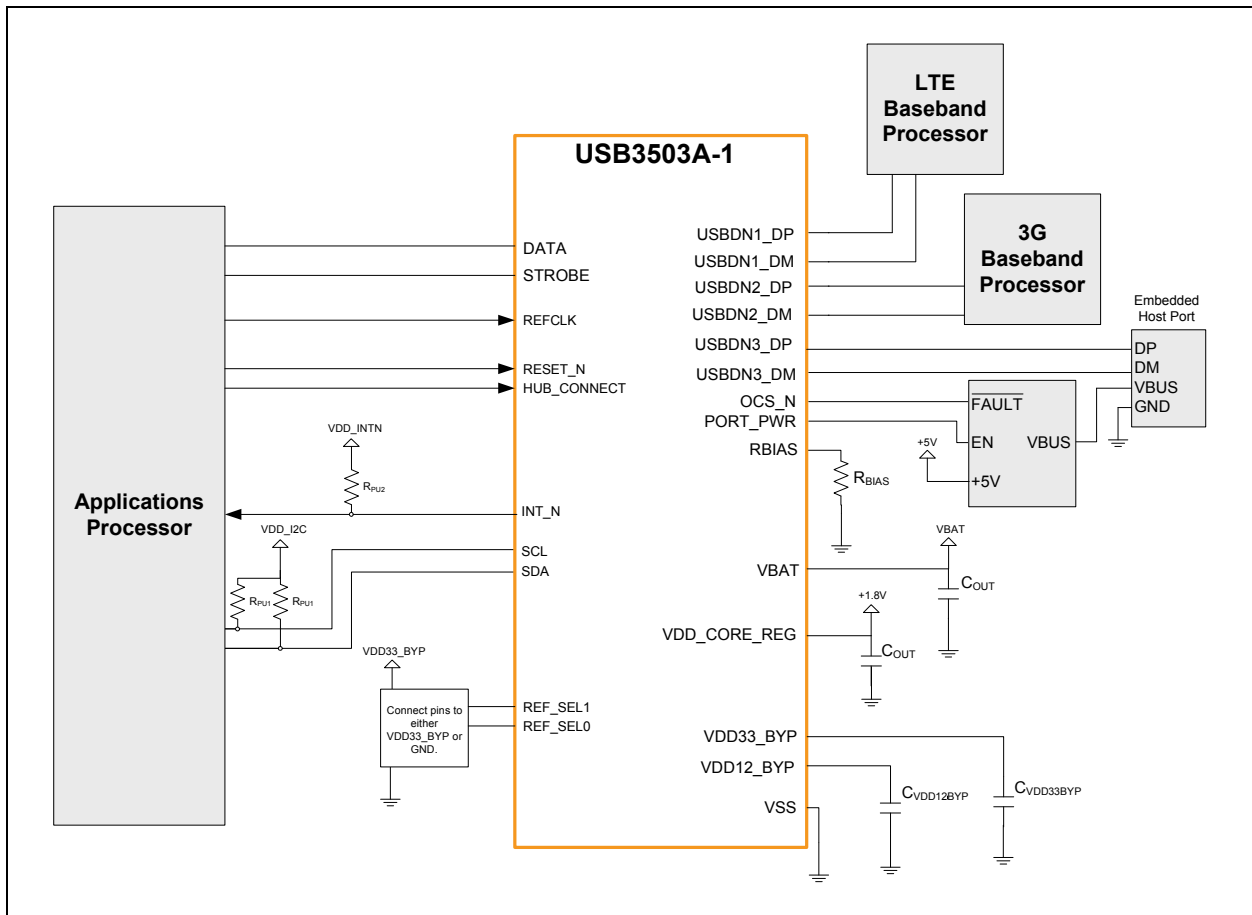 LTE
Baseband
Processor
USB3503A-1
3G
Baseband
Processor
Embedded
Host Port
DP
DM
VBUS
GND
FAULT
EN
VBUS
+5V
+5V
Applications
Processor
DATA
STROBE
REFCLK
RESET_N
HUB_CONNECT
VDD_INTN
RPU2
INT_N
VDD_I2C
SCL
SDA
RPU1
RPU1
VDD33_BYP
Connect pins to
either
VDD33_BYP or
GND.
REF_SEL1
REF_SEL0
USBDN1_DP
USBDN1_DM
USBDN2_DP
USBDN2_DM
USBDN3_DP
USBDN3_DM
OCS_N
PORT_PWR
RBIAS
RBIAS
VBAT
VBAT
COUT
+1.8V
VDD_CORE_REG
COUT
VDD33_BYP
VDD12_BYP
VSS
CVDD12BYP
CVDD33BYP